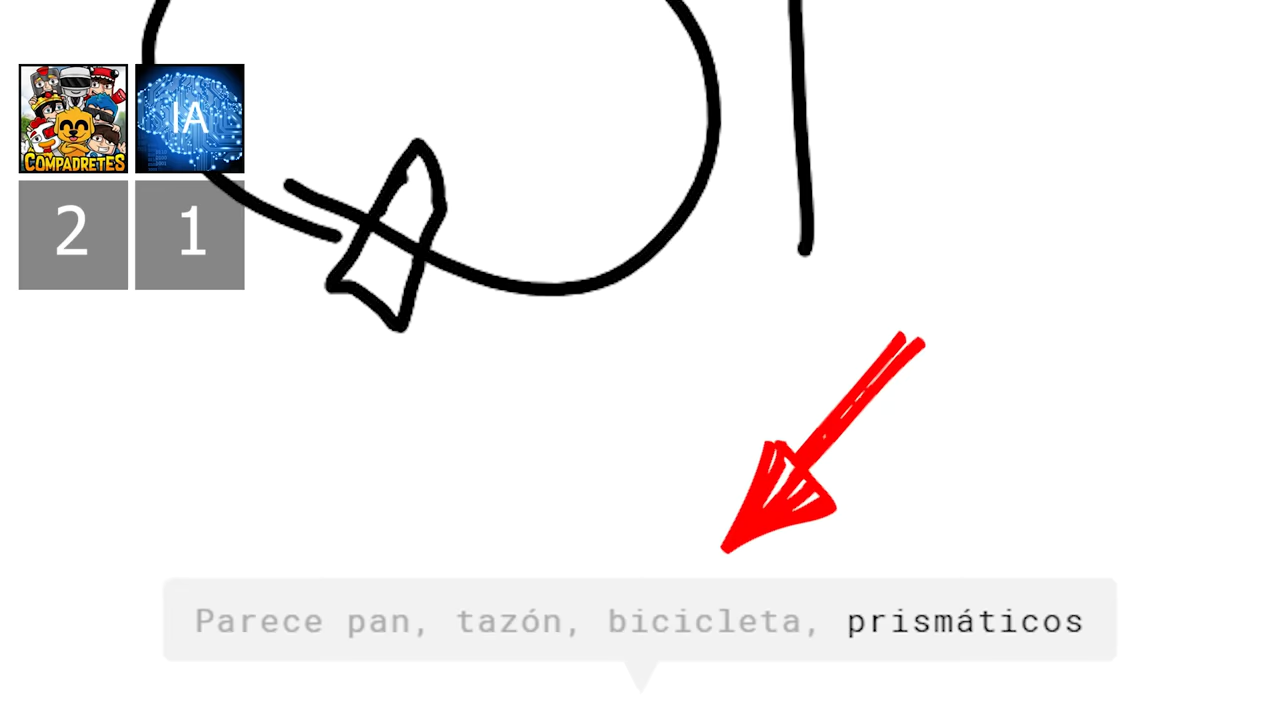 IA
COMPADRETES
2 1
Parece pan, tazón, bicicleta, prismáticos